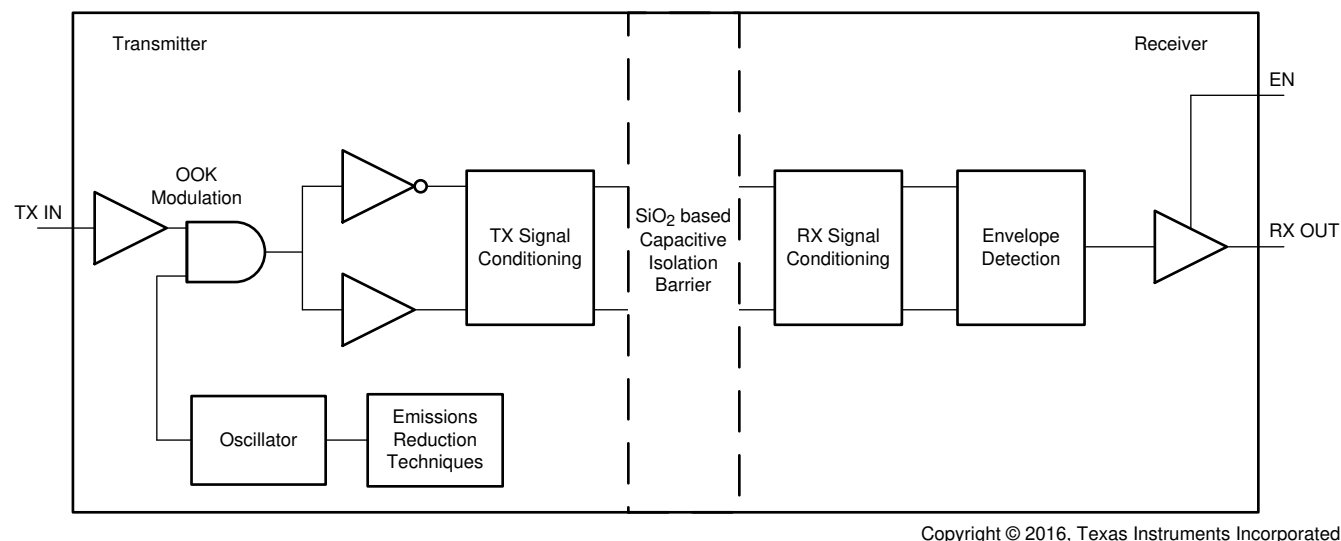 Transmitter
Receiver
EN
OOK
Modulation
TX IN
TX Signal
Conditioning
SiO2 based
Capacitive
Isolation
Barrier
RX Signal
Conditioning
Envelope
Detection
RX OUT
Oscillator
Emissions
Reduction
Techniques
Copyright © 2016, Texas Instruments Incorporated